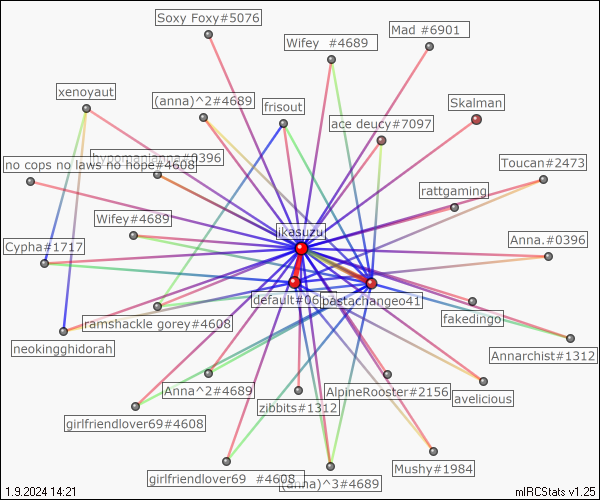 Soxy Foxy#5076
Mad #6901
Wifey  #4689
xenoyaut
(anna)^2#4689
frisout
Skalman
ace deucy#7097
hypomanianna#0396
no cops no laws no hope#4608
Toucan#2473
rattgaming
Wifey#4689
ikesuzu
Anna.#0396
Cypha#1717
default#06
bastachangeo41
ramshackle gorey#4608
fakedingo
neokingghidorah
Annarchist#1312
Anna^2#4689
AlpineRooster#2156
avelicious
zibbits#1312
girlfriendlover69#4608
Mushy#1984
girlfriendlover69  #4608
(anna)^3#4689
1.9.2024 14:21
mIRCStats v1.25